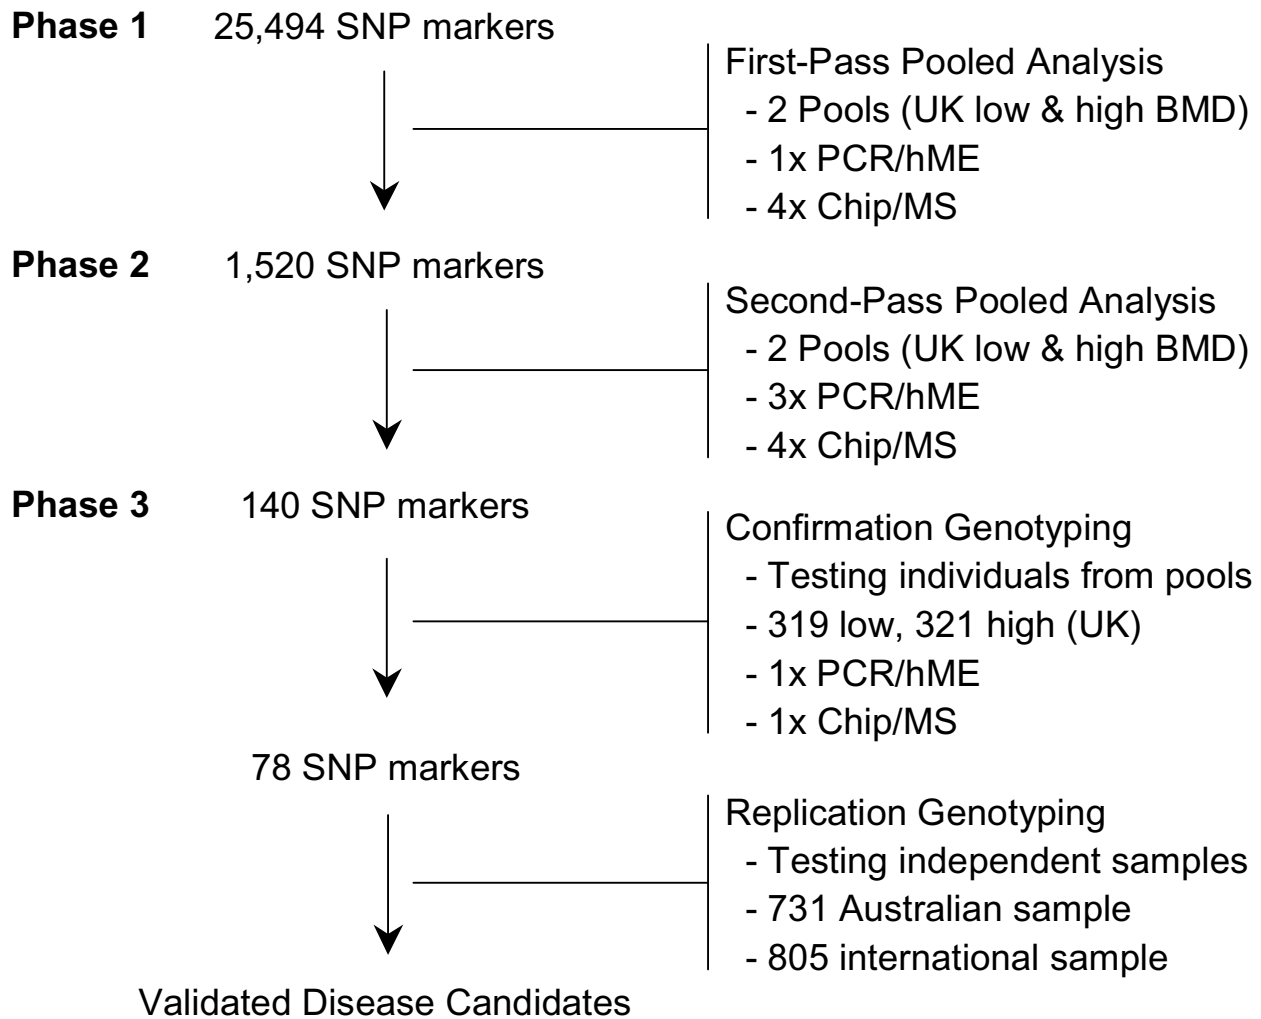 Phase 1 25,494 SNP markers
First-Pass Pooled Analysis
- 2 Pools (UK low & high BMD)
- 1x PCR/hME
- 4x Chip/MS
Phase 2 1,520 SNP markers
Second-Pass Pooled Analysis
- 2 Pools (UK low & high BMD)
- 3x PCR/hME
- 4x Chip/MS
Phase 3 140 SNP markers
Confirmation Genotyping
- Testing individuals from pools
- 319 low, 321 high (UK)
- 1x PCR/hME
- 1x Chip/MS
78 SNP markers
Replication Genotyping
- Testing independent samples
- 731 Australian sample
- 805 international sample
Validated Disease Candidates